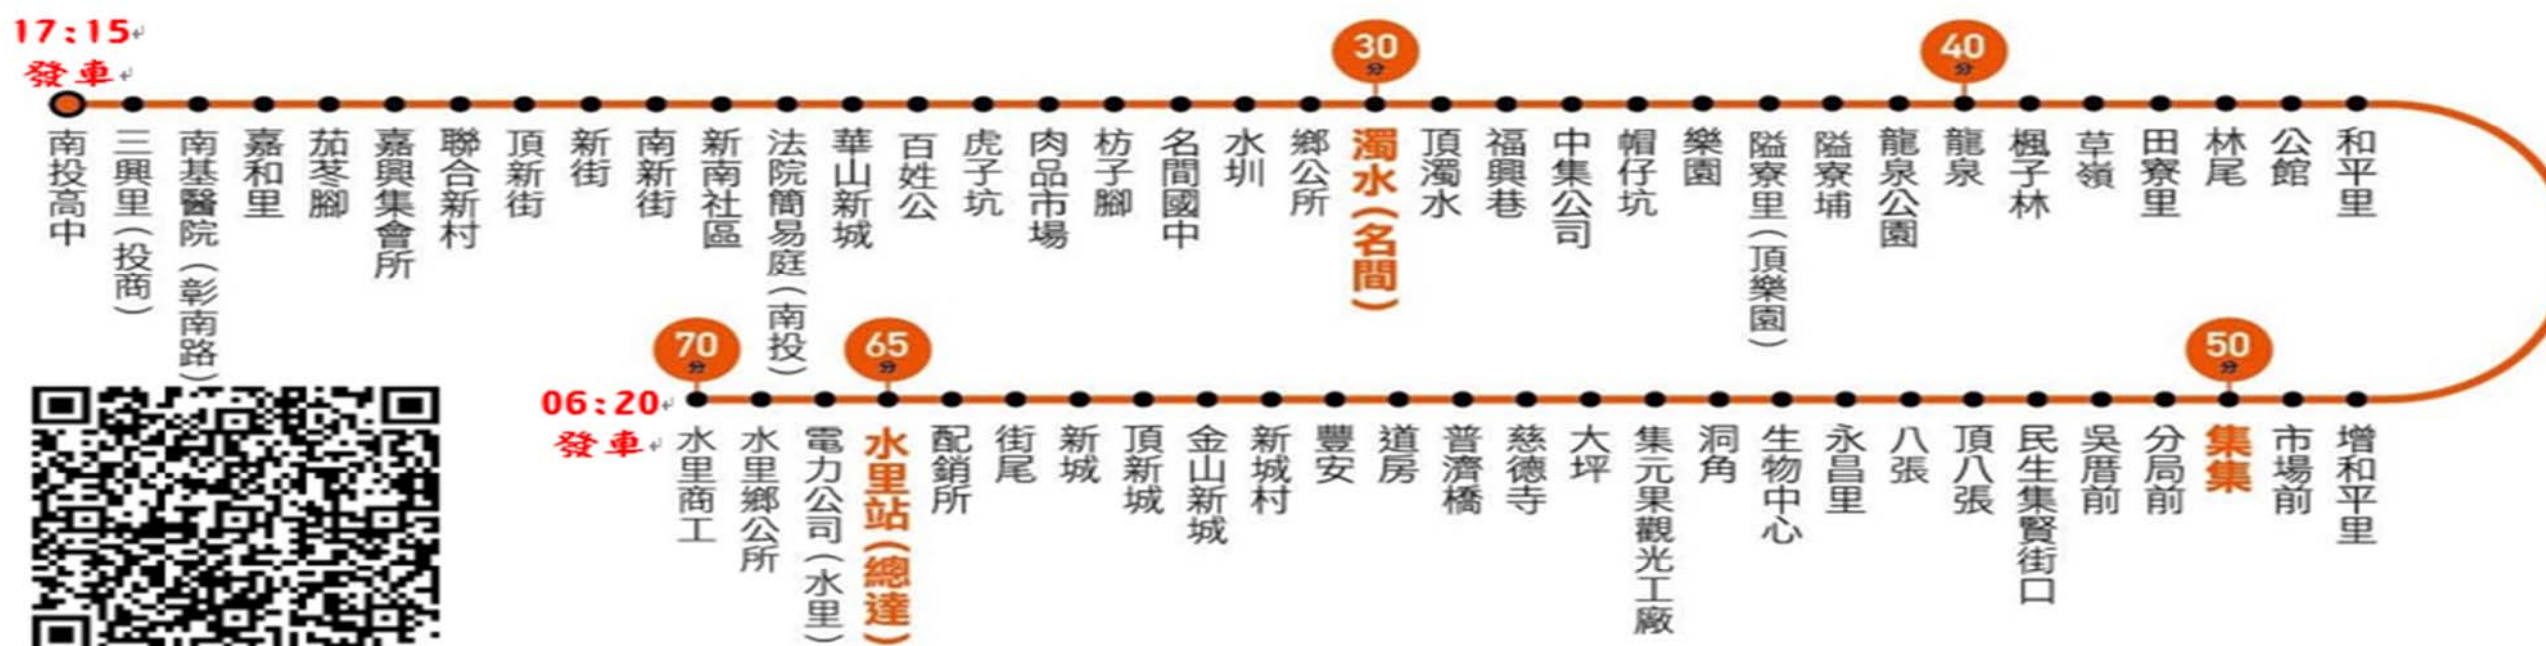 17:15
發車
30
分
40
分
南投高中
三興里(投商)
南基醫院(彰南路)
嘉和里
茄苳腳
嘉興集會所
聯合新村
頂新街
新街
南新街
新南社區
法院簡易庭(南投)
華山新城
百姓公
虎子坑
肉品市場
枋子腳
名間國中
水圳
鄉公所
濁水(名間)
頂濁水
福興巷
中集公司
帽仔坑
樂園
隘寮里(頂樂園)
隘寮埔
龍泉公園
龍泉
楓子林
草嶺
田寮里
林尾
公館
和平里
70
分
65
分
50
分
06:20
發車
水里商工
水里鄉公所
電力公司(水里)
水里站(總達)
配銷所
街尾
新城
頂新城
金山新城
新城村
豐安
道房
普濟橋
慈德寺
大坪
集元果觀光工廠
洞角
生物中心
永昌里
八張
頂八張
民生集賢街口
吳厝前
分局前
集集
市場前
增和平里